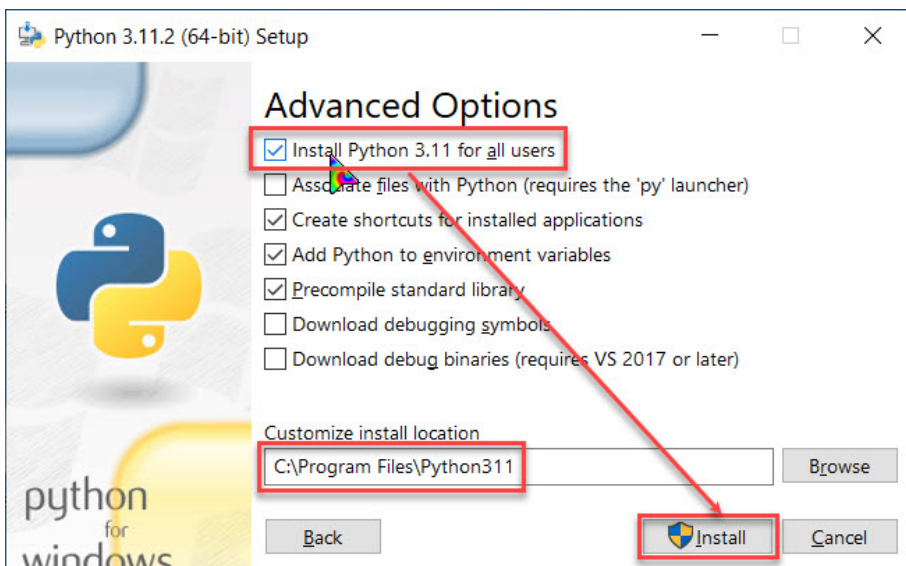 Python 3.11.2 (64-bit) Setup
Advanced Options
Install Python 3.11 for all users
Associate files with Python (requires the 'py' launcher)
Create shortcuts for installed applications
Add Python to environment variables
Precompile standard library
Download debugging symbols
Download debug binaries (requires VS 2017 or later)
Customize install location
C:\Program Files\Python311
Browse
python
for
windows
Back
Install
Cancel